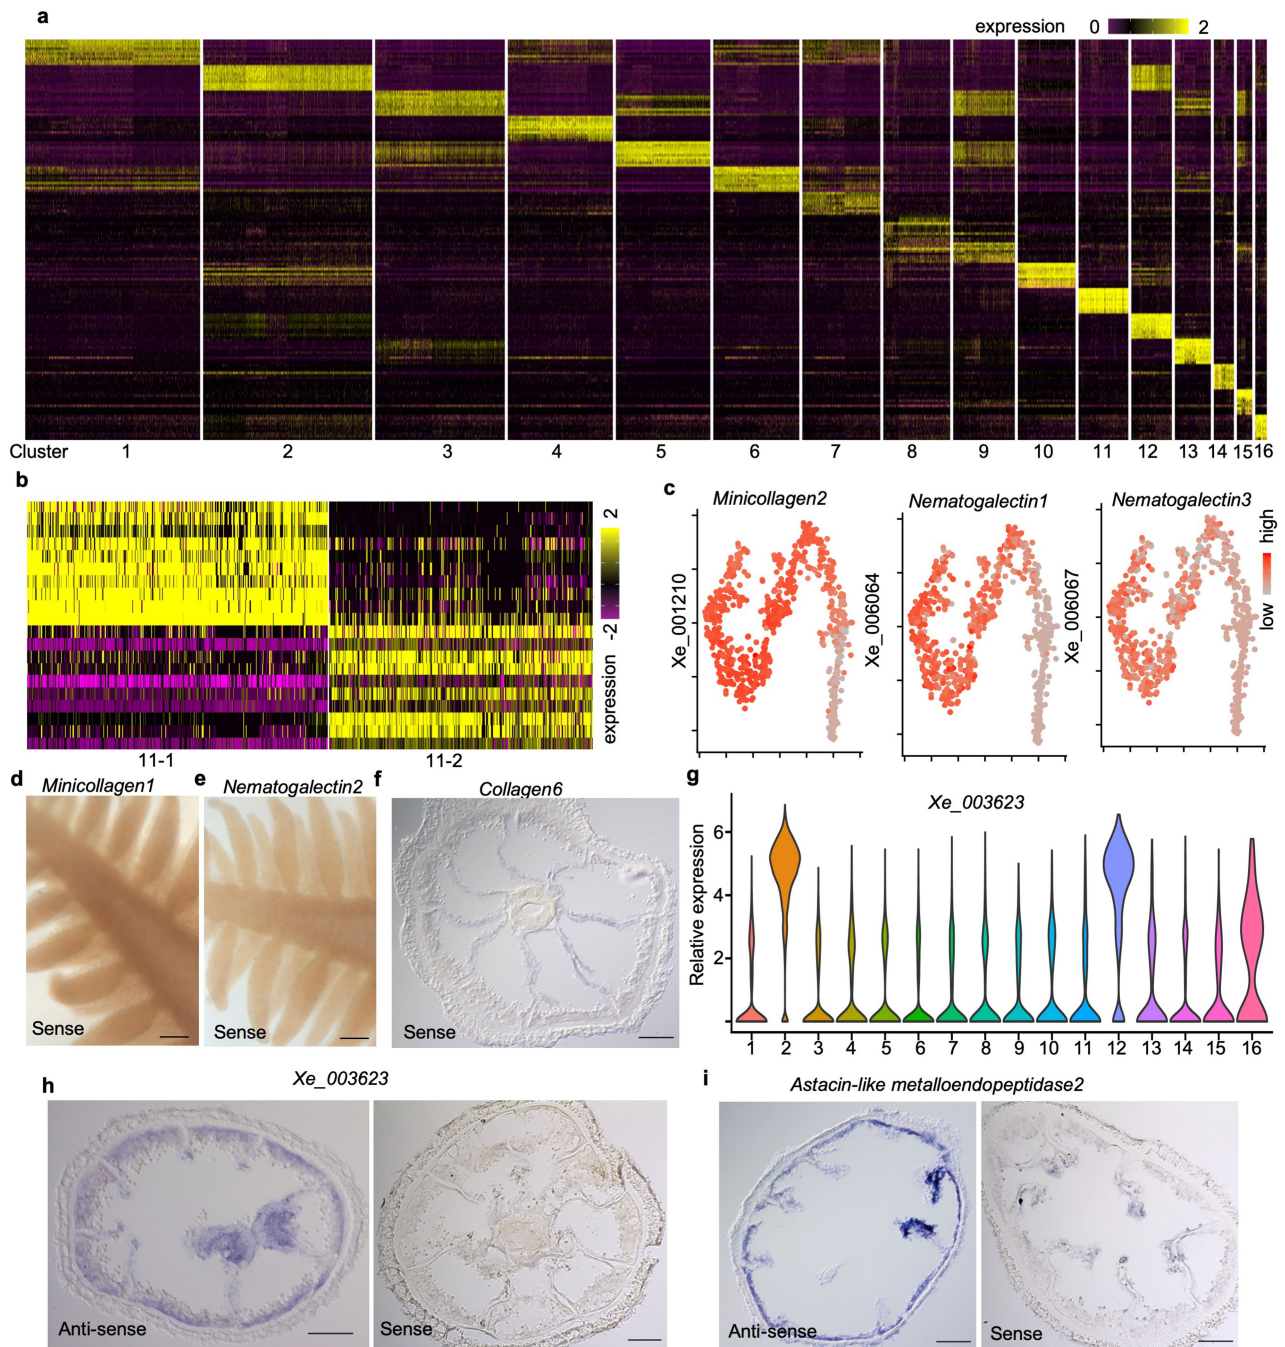 a
expression 0 2
Cluster 1 2 3 4 5 6 7 8 9 10 11 12 13 14 15 16
b
2
-2
expression
11-1 11-2
c
Minicollagen2 Nematogalectin1 Nematogalectin3
Xe_001210
Xe_006064
Xe_006067
high
low
d Minicollagen1
Sense
e Nematogalectin2
Sense
f Collagen6
Sense
g
Xe_003623
Relative expression
6
4
2
1 2 3 4 5 6 7 8 9 10 11 12 13 14 15 16
h Xe_003623
Anti-sense Sense
i Astacin-like metalloendopeptidase2
Anti-sense Sense